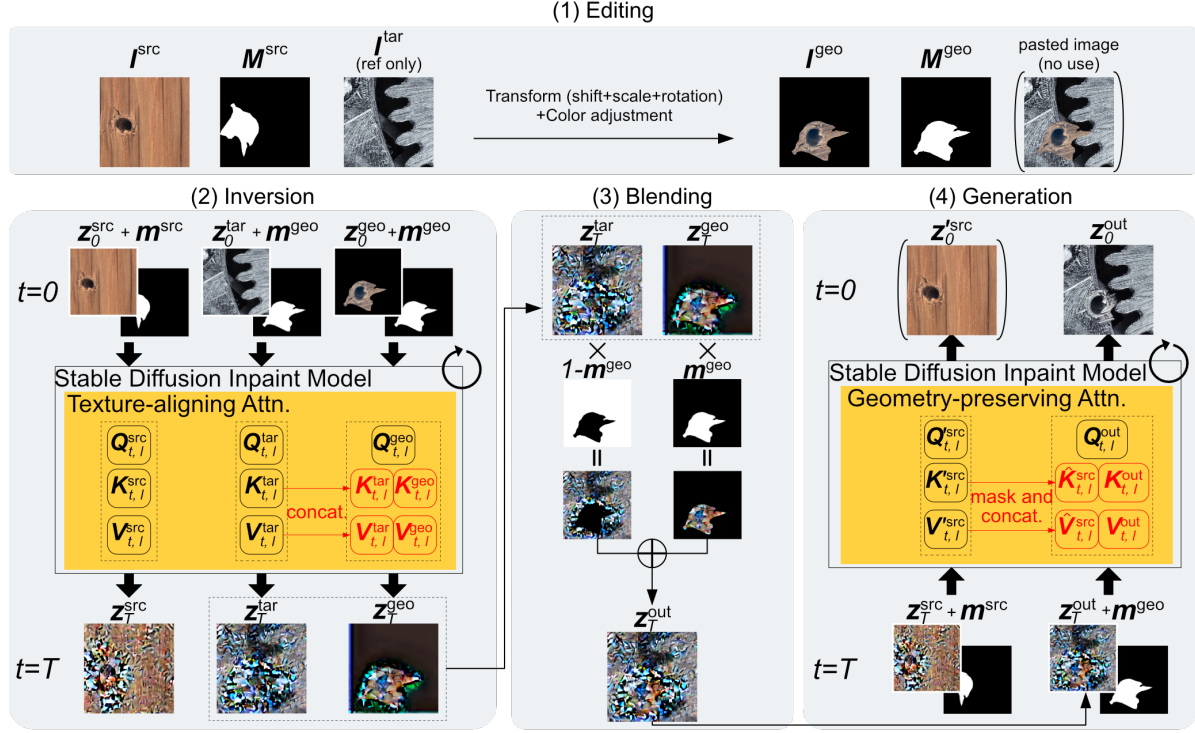 (1) Editing
I^src
M^src
I^tar
(ref only)
Transform (shift+scale+rotation)
+Color adjustment
I^geo
M^geo
pasted image
(no use)
(2) Inversion
z_0^src + m^src
z_0^tar + m^geo
z_0^geo + m^geo
t=0
Stable Diffusion Inpaint Model
Texture-aligning Attn.
Q_t, l^src
Q_t, l^tar
Q_t, l^geo
K_t, l^src
K_t, l^tar
K_t, l^tar
K_t, l^geo
concat.
V_t, l^src
V_t, l^tar
V_t, l^tar
V_t, l^geo
z_T^src
z_T^tar
z_T^geo
t=T
(3) Blending
z_T^tar
z_T^geo
×
×
1-m^geo
m^geo
=
=
+
z_T^out
(4) Generation
z'_0^src
z_0^out
t=0
Stable Diffusion Inpaint Model
Geometry-preserving Attn.
Q'_t, l^src
Q_t, l^out
K'_t, l^src
K̂_t, l^src
K_t, l^out
mask and
concat.
V'_t, l^src
V̂_t, l^src
V_t, l^out
z_T^src + m^src
z_T^out + m^geo
t=T